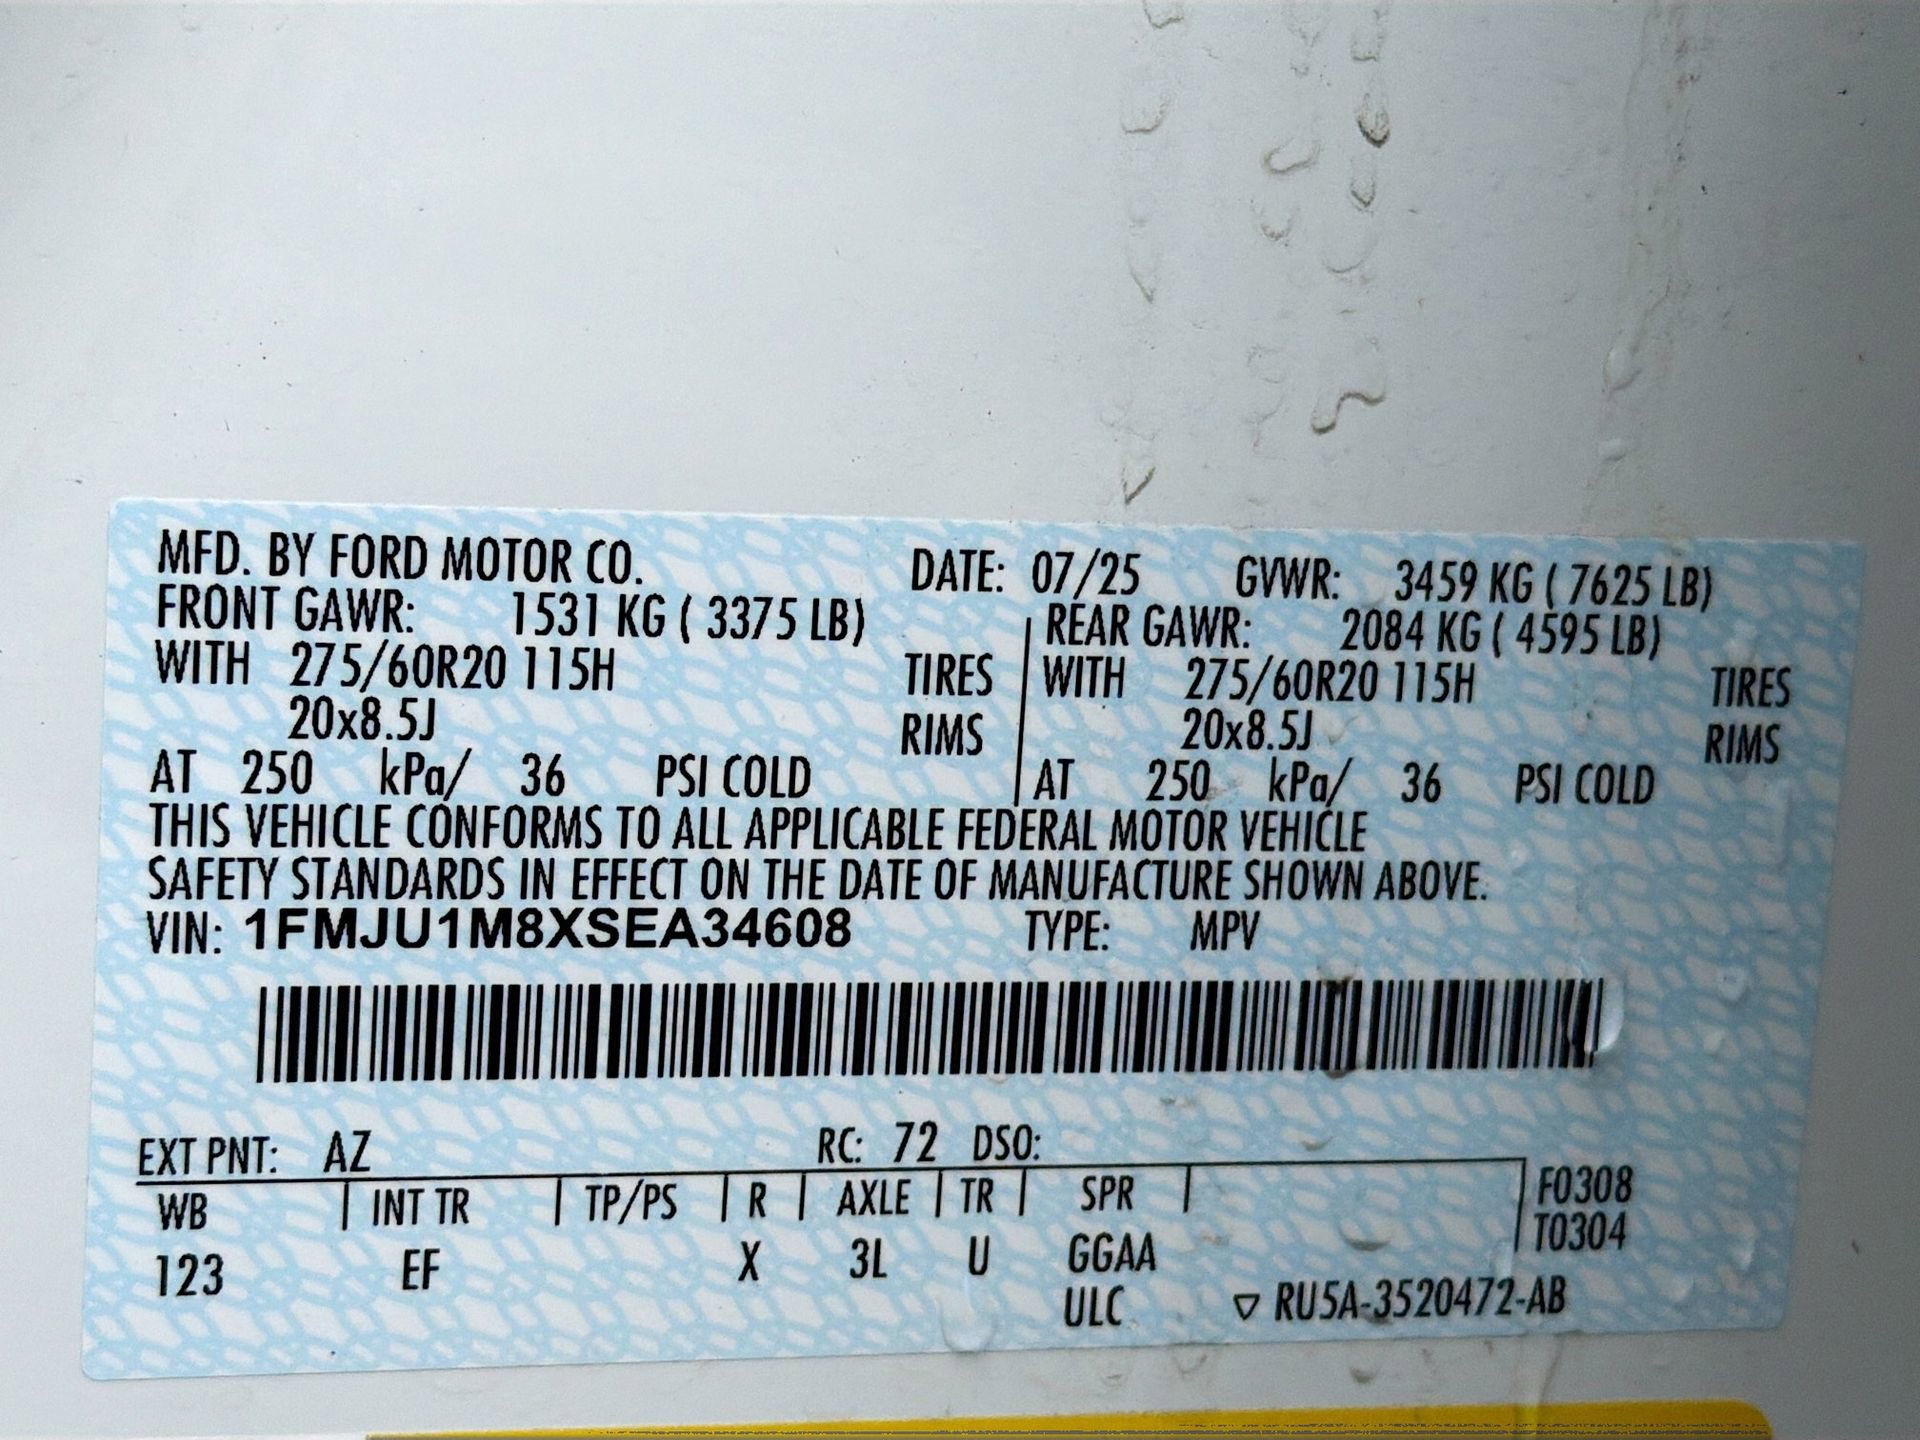 MFD. BY FORD MOTOR CO. DATE: 07/25 GVWR: 3459 KG ( 7625 LB)
FRONT GAWR: 1531 KG ( 3375 LB) REAR GAWR: 2084 KG ( 4595 LB)
WITH 275/60R20 115H TIRES WITH 275/60R20 115H TIRES
20x8.5J RIMS 20x8.5J RIMS
AT 250 kPa/ 36 PSI COLD AT 250 kPa/ 36 PSI COLD
THIS VEHICLE CONFORMS TO ALL APPLICABLE FEDERAL MOTOR VEHICLE
SAFETY STANDARDS IN EFFECT ON THE DATE OF MANUFACTURE SHOWN ABOVE.
VIN: 1FMJU1M8XSEA34608 TYPE: MPV
EXT PNT: AZ RC: 72 DSO:
WB INT TR TP/PS R AXLE TR SPR F0308
T0304
123 EF X 3L U GGAA
ULC ▽ RU5A-3520472-AB